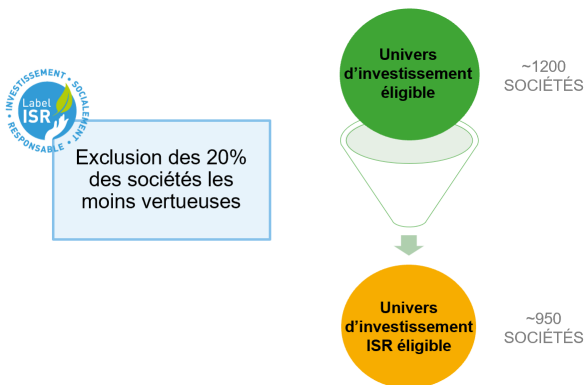 INVESTISSEMENT • SOCIALEMENT • RESPONSABLE •
Label
ISR
Exclusion des 20%
des sociétés les
moins vertueuses
Univers
d'investissement
éligible
~1200
SOCIÉTÉS
Univers
d'investissement
ISR éligible
~950
SOCIÉTÉS